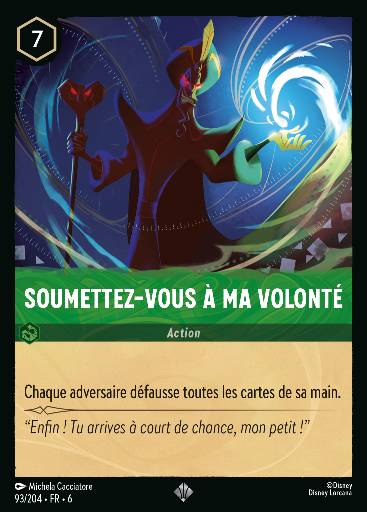 7
SOUMETTEZ-VOUS À MA VOLONTÉ
Action
Chaque adversaire défausse toutes les cartes de sa main.
“Enfin ! Tu arrives à court de chance, mon petit !”
Michela Cacciatore
©Disney
93/204 • FR • 6
Disney Lorcana